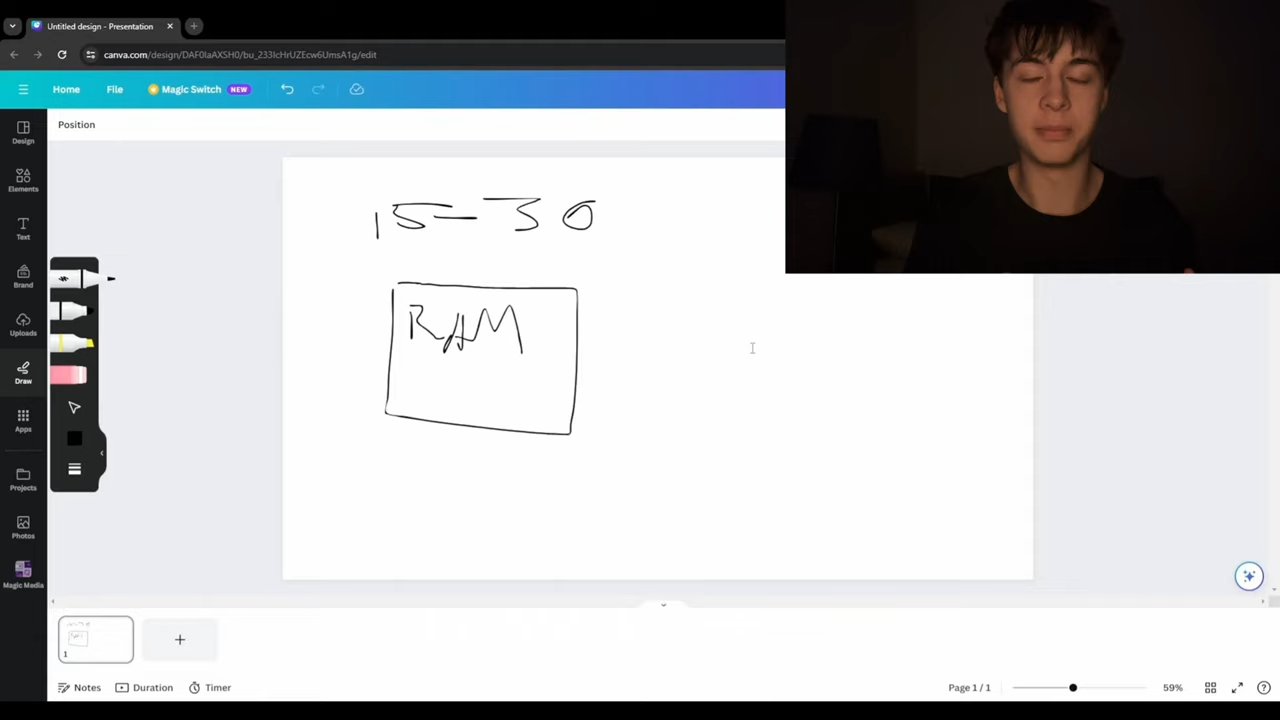 Untitled design - Presentation
canva.com/design/DAF0laAXSH0/bu_233lcHrUZEcw6UmsA1g/edit
Home File Magic Switch NEW
Position
Design
Elements
Text
Brand
Uploads
Draw
Apps
Projects
Photos
Magic Media
15-30
RAM
1
+
Notes Duration Timer
Page 1 / 1 59%